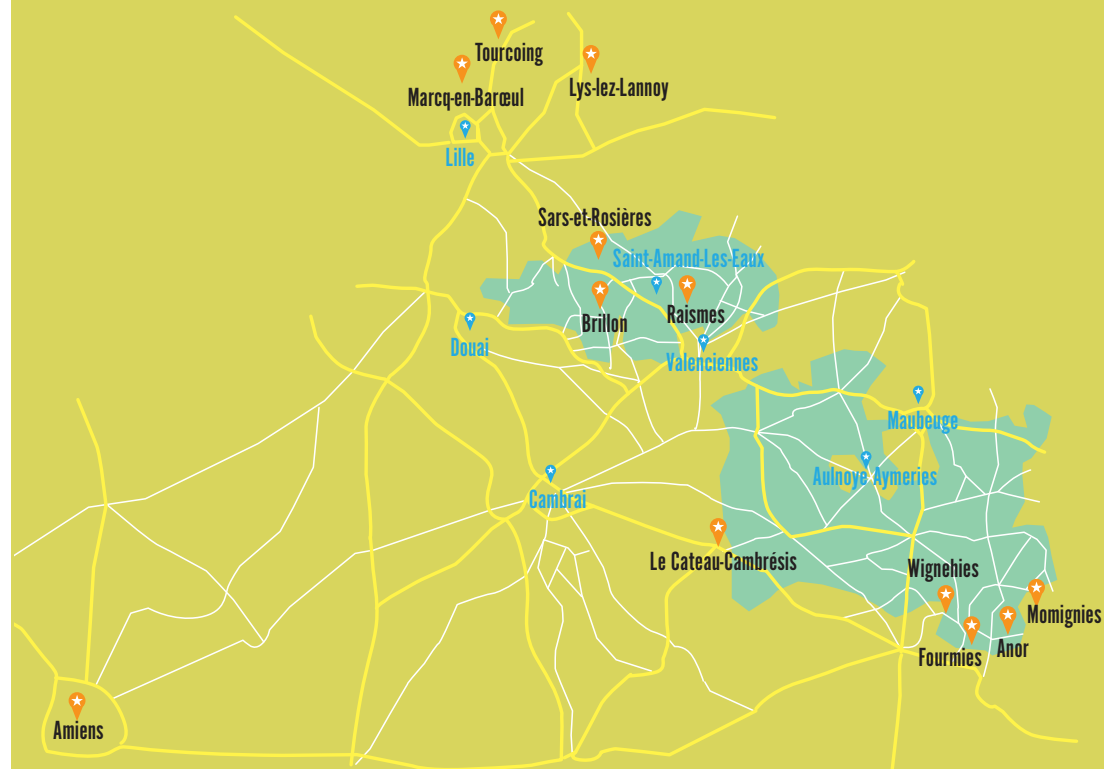 Tourcoing
Marcq-en-Barœul
Lys-lez-Lannoy
Lille
Sars-et-Rosières
Saint-Amand-Les-Eaux
Brillon
Raismes
Douai
Valenciennes
Maubeuge
Aulnoye Aymeries
Cambrai
Le Cateau-Cambrésis
Wignehies
Momignies
Fourmies
Anor
Amiens